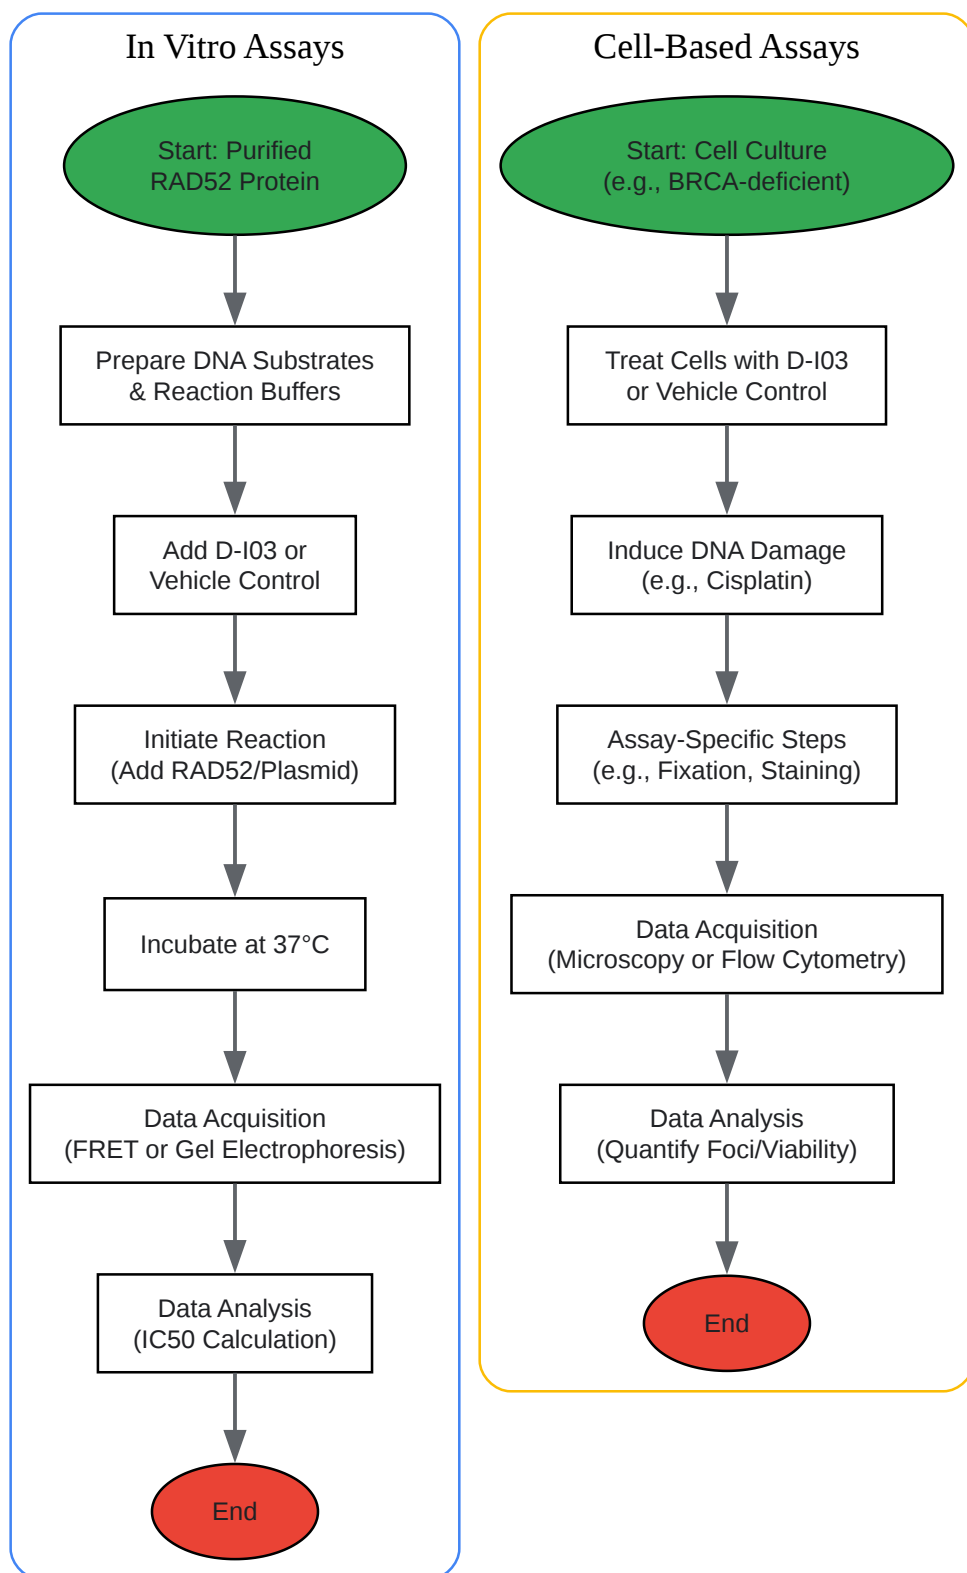 In Vitro Assays
Start: Purified
RAD52 Protein
Prepare DNA Substrates
& Reaction Buffers
Add D-I03 or
Vehicle Control
Initiate Reaction
(Add RAD52/Plasmid)
Incubate at 37°C
Data Acquisition
(FRET or Gel Electrophoresis)
Data Analysis
(IC50 Calculation)
End
Cell-Based Assays
Start: Cell Culture
(e.g., BRCA-deficient)
Treat Cells with D-I03
or Vehicle Control
Induce DNA Damage
(e.g., Cisplatin)
Assay-Specific Steps
(e.g., Fixation, Staining)
Data Acquisition
(Microscopy or Flow Cytometry)
Data Analysis
(Quantify Foci/Viability)
End